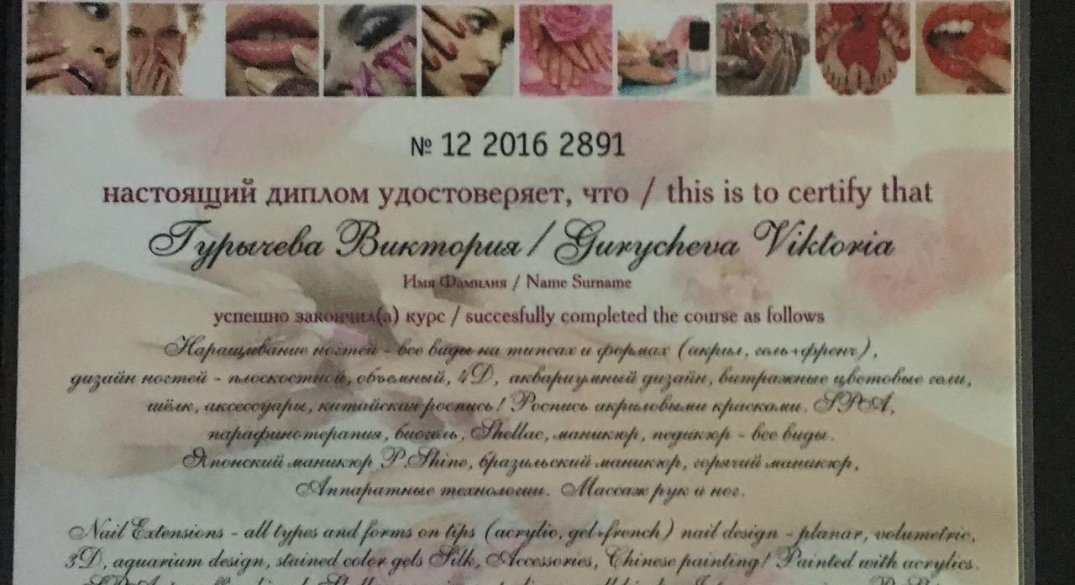 № 12 2016 2891
настоящий диплом удостоверяет, что / this is to certify that
Гурычева Виктория / Gurycheva Viktoria
Имя Фамилия / Name Surname
успешно закончил(а) курс / succesfully completed the course as follows
Наращивание ногтей - все виды на типсах и формах (акрил, гель+френч),
дизайн ногтей - плоскостной, объемный, 4D, аквариумный дизайн, витражные цветовые гели,
шёлк, аксессуары, китайская роспись! Роспись акриловыми красками. SPA,
парафинотерапия, биогель, Shellac, маникюр, педикюр - все виды.
Японский маникюр P.Shine, бразильский маникюр, горячий маникюр,
Аппаратные технологии. Массаж рук и ног.
Nail Extensions - all types and forms on tips (acrylic, gel+french) nail design - planar, volumetric,
3D, aquarium design, stained color gels Silk, Accessories, Chinese painting! Painted with acrylics.